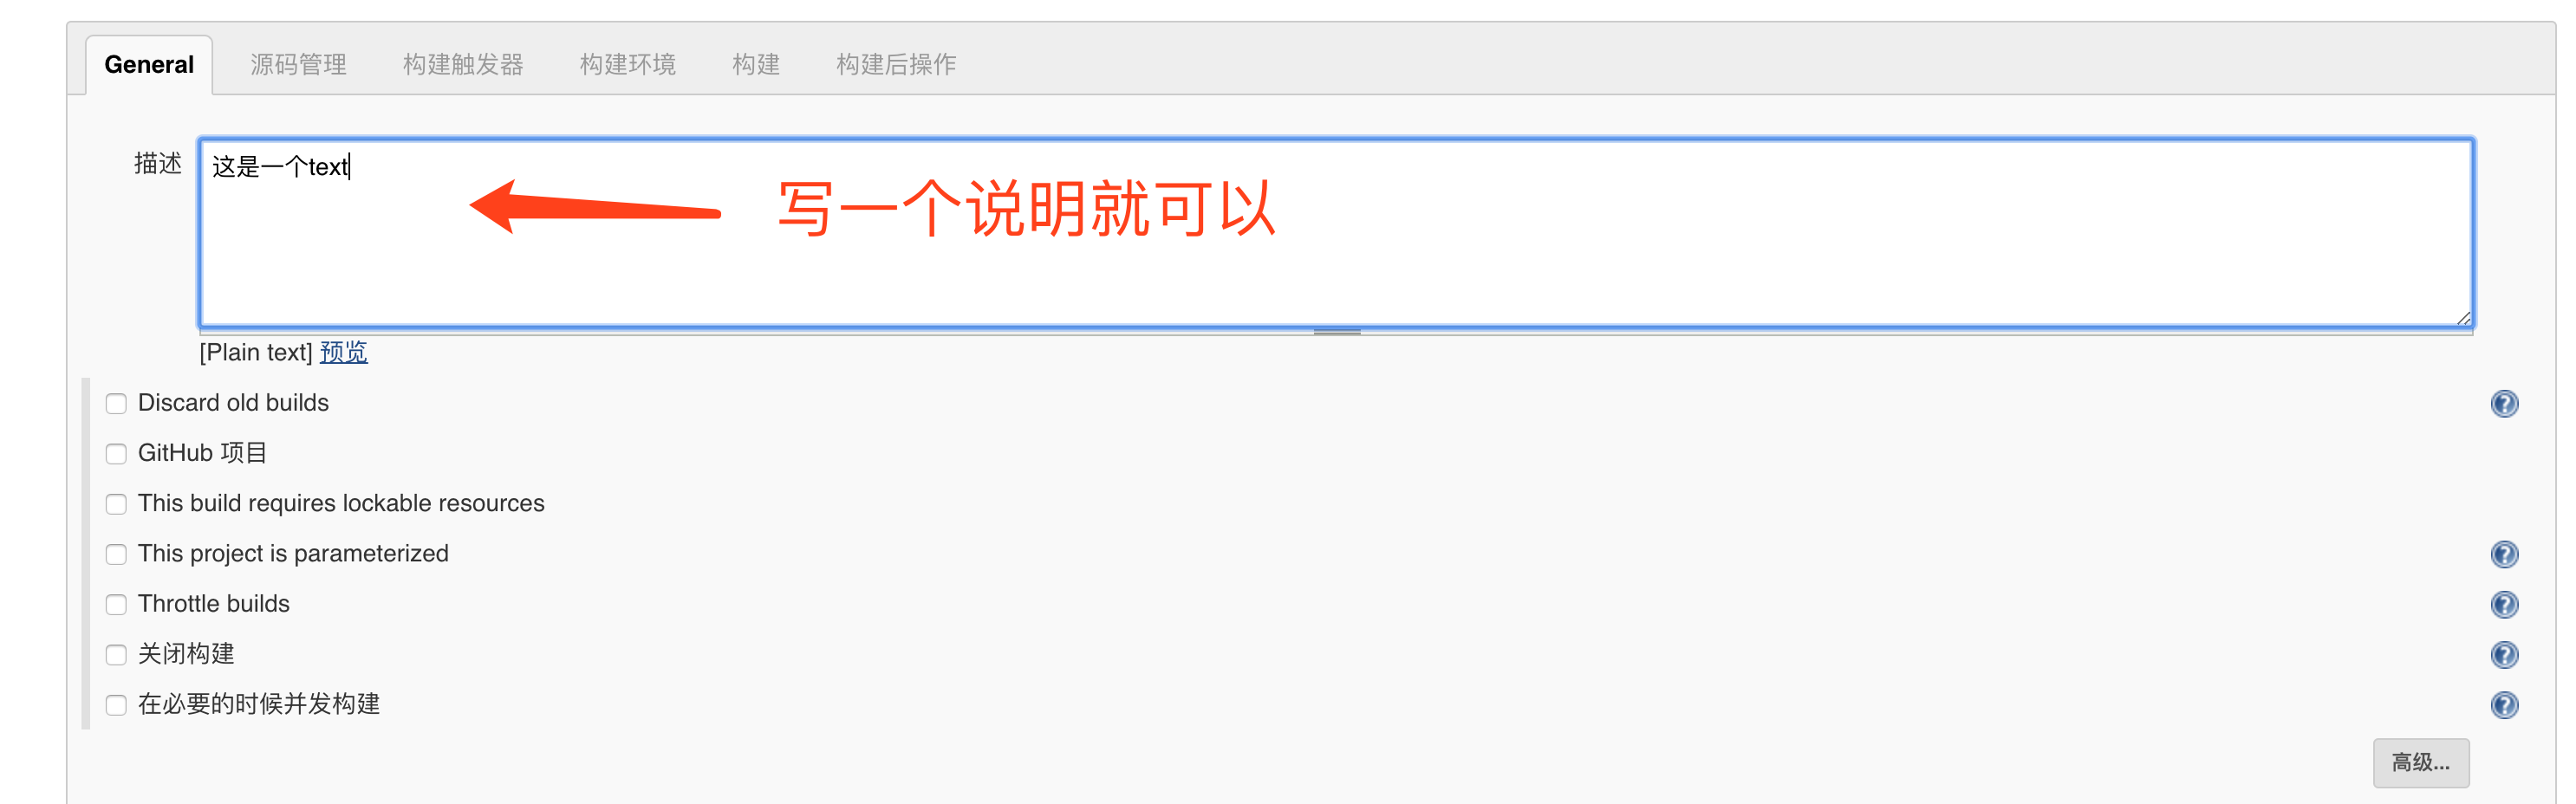 General 源码管理 构建触发器 构建环境 构建 构建后操作
描述 这是一个text
写一个说明就可以
[Plain text] 预览
Discard old builds
GitHub 项目
This build requires lockable resources
This project is parameterized
Throttle builds
关闭构建
在必要的时候并发构建
高级...